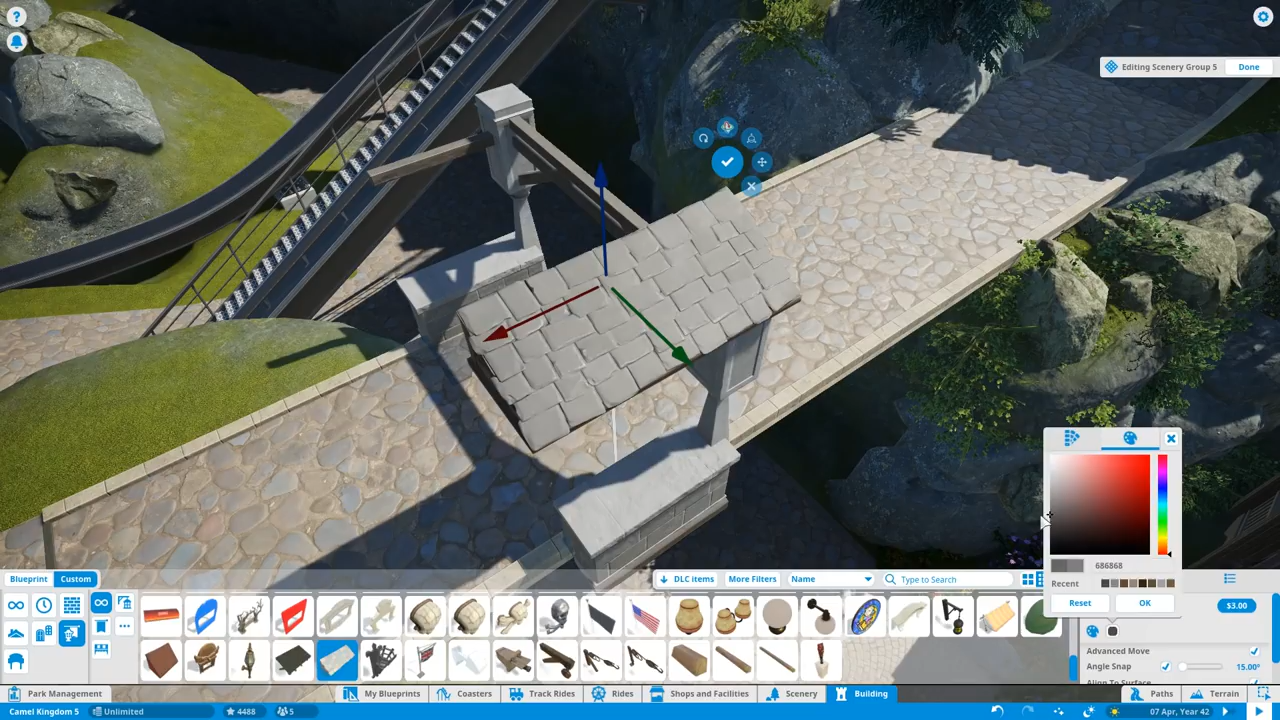 ?
Editing Scenery Group 5 Done
686868
Recent
Reset OK
Blueprint Custom
DLC items More Filters Name Type to Search
$3.00
Advanced Move
Angle Snap 15.00°
Park Management My Blueprints Coasters Track Rides Rides Shops and Facilities Scenery Building Paths Terrain
Camel Kingdom 5 Unlimited 4488 5 07 Apr, Year 42